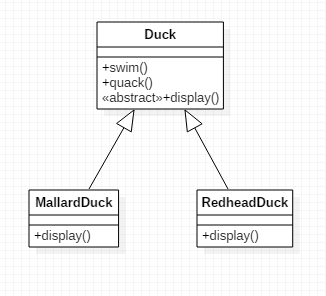 Duck
+swim()
+quack()
«abstract»+display()
MallardDuck
+display()
RedheadDuck
+display()